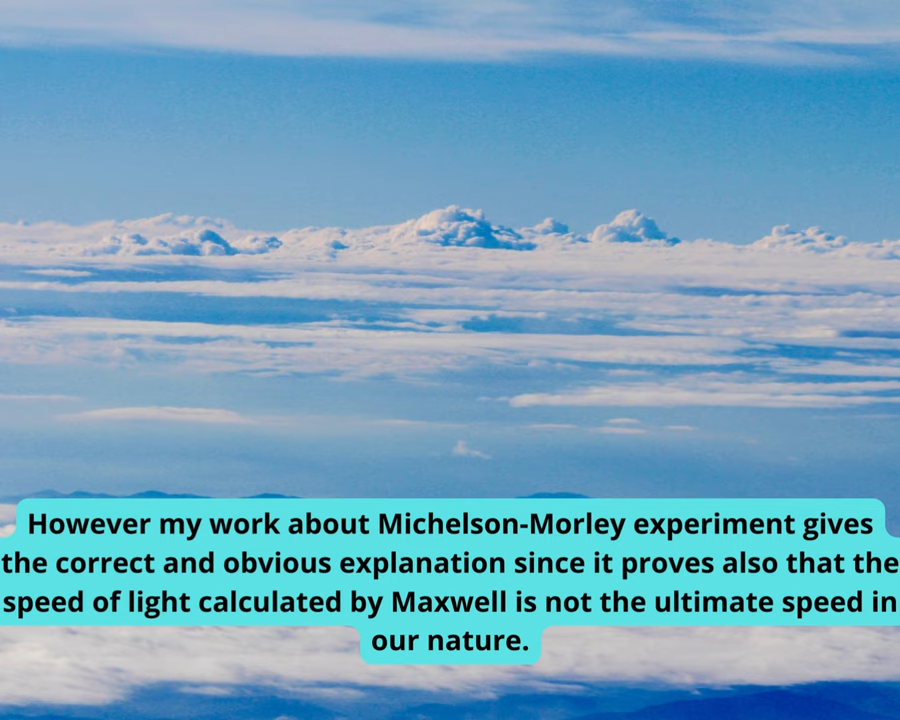 However my work about Michelson-Morley experiment gives
the correct and obvious explanation since it proves also that the
speed of light calculated by Maxwell is not the ultimate speed in
our nature.